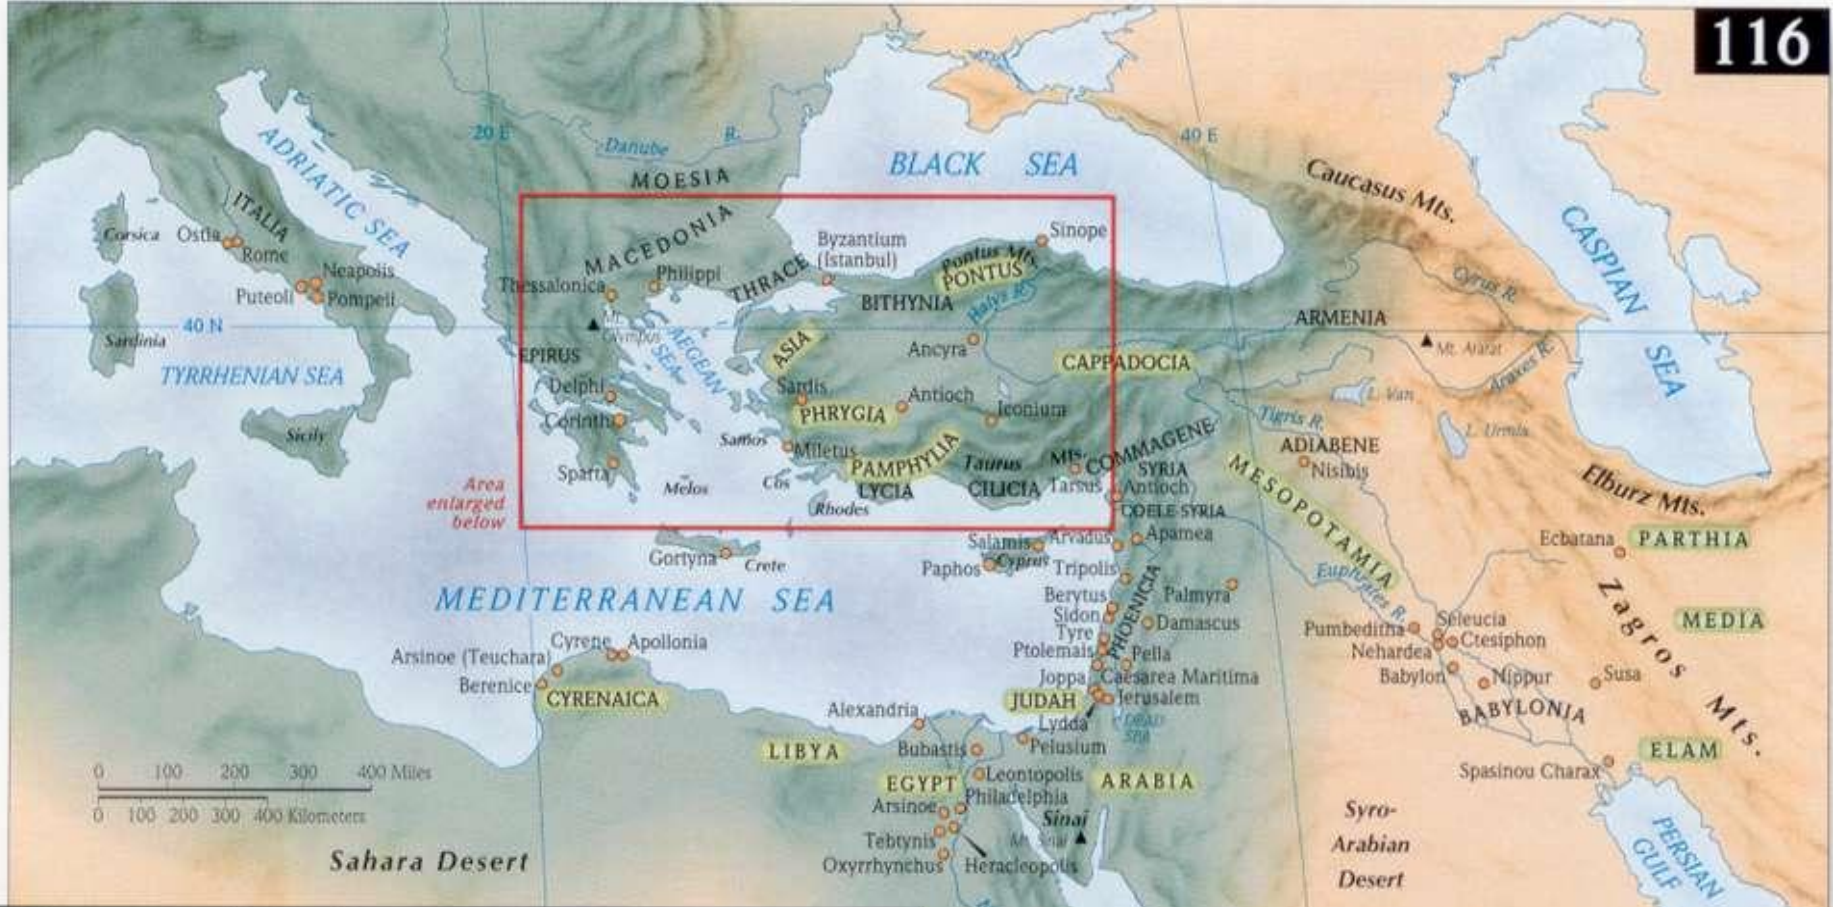 116
ADRIATIC SEA
20 E
Danube R.
40 E
BLACK SEA
MOESIA
Caucasus Mts.
CASPIAN SEA
ITALIA
Corsica
Ostia
Rome
Neapolis
Puteoli
Pompeii
MACEDONIA
Thessalonica
Philippi
THRACE
Byzantium
(Istanbul)
Sinope
Pontus Mts.
PONTUS
BITHYNIA
Halys R.
Cyrus R.
40 N
Sardinia
TYRRHENIAN SEA
Sicily
EPIRUS
Mt.
Olympus
AEGEAN
SEA
ASIA
Ancyra
CAPPADOCIA
ARMENIA
Mt. Ararat
Araxes R.
Delphi
Corinth
Sparta
Sardis
PHRYGIA
Antioch
Iconium
L. Van
Tigris R.
L. Urmia
ADIABENE
Nisibis
Samos
Miletus
PAMPHYLIA
LYCIA
Taurus Mts.
CILICIA
Tarsus
COMMAGENE
SYRIA
Antioch
COELE SYRIA
MESOPOTAMIA
Elburz Mts.
Area
enlarged
below
Melos
Cos
Rhodes
Gortyna
Crete
Salamis
Cyprus
Paphos
Arvadus
Apamea
Tripolis
Ecbatana
PARTHIA
MEDITERRANEAN SEA
Berytus
Sidon
Tyre
Ptolemais
PHOENICIA
Palmyra
Damascus
Euphrates R.
Zagros Mts.
MEDIA
Pumbeditha
Seleucia
Ctesiphon
Nehardea
Babylon
Nippur
Susa
BABYLONIA
Cyrene
Apollonia
Arsinoe (Teuchara)
Berenice
CYRENAICA
Pella
Joppa
Caesarea Maritima
JUDAH
Jerusalem
Lydda
DEAD
SEA
Alexandria
Bubastis
Pelusium
LIBYA
EGYPT
Leontopolis
ARABIA
ELAM
Spasinou Charax
Philadelphia
Arsinoe
Sinai
Mt. Sinai
Tebtynis
Oxyrrhynchus
Heracleopolis
0 100 200 300 400 Miles
0 100 200 300 400 Kilometers
Sahara Desert
Syro-
Arabian
Desert
PERSIAN
GULF